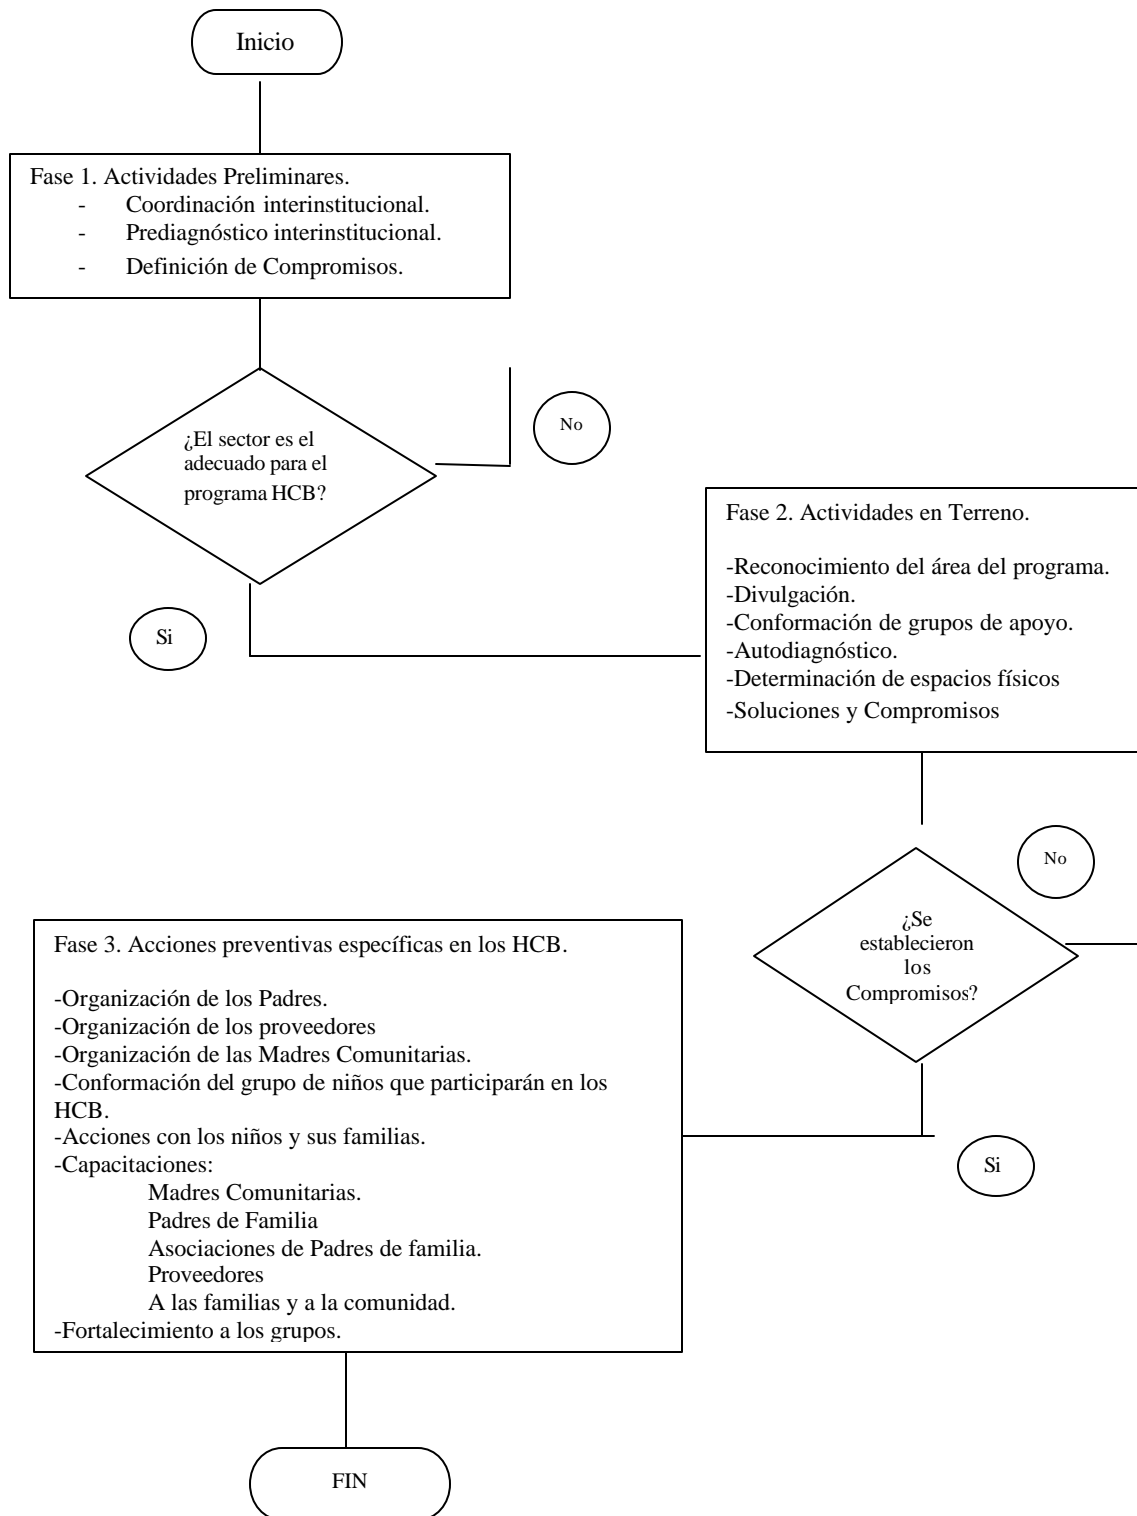 Inicio
Fase 1. Actividades Preliminares.
- Coordinación interinstitucional.
- Prediagnóstico interinstitucional.
- Definición de Compromisos.
¿El sector es el
adecuado para el
programa HCB?
No
Si
Fase 2. Actividades en Terreno.
-Reconocimiento del área del programa.
-Divulgación.
-Conformación de grupos de apoyo.
-Autodiagnóstico.
-Determinación de espacios físicos
-Soluciones y Compromisos
No
¿Se
establecieron
los
Compromisos?
Si
Fase 3. Acciones preventivas específicas en los HCB.
-Organización de los Padres.
-Organización de los proveedores
-Organización de las Madres Comunitarias.
-Conformación del grupo de niños que participarán en los
HCB.
-Acciones con los niños y sus familias.
-Capacitaciones:
Madres Comunitarias.
Padres de Familia
Asociaciones de Padres de familia.
Proveedores
A las familias y a la comunidad.
-Fortalecimiento a los grupos.
FIN